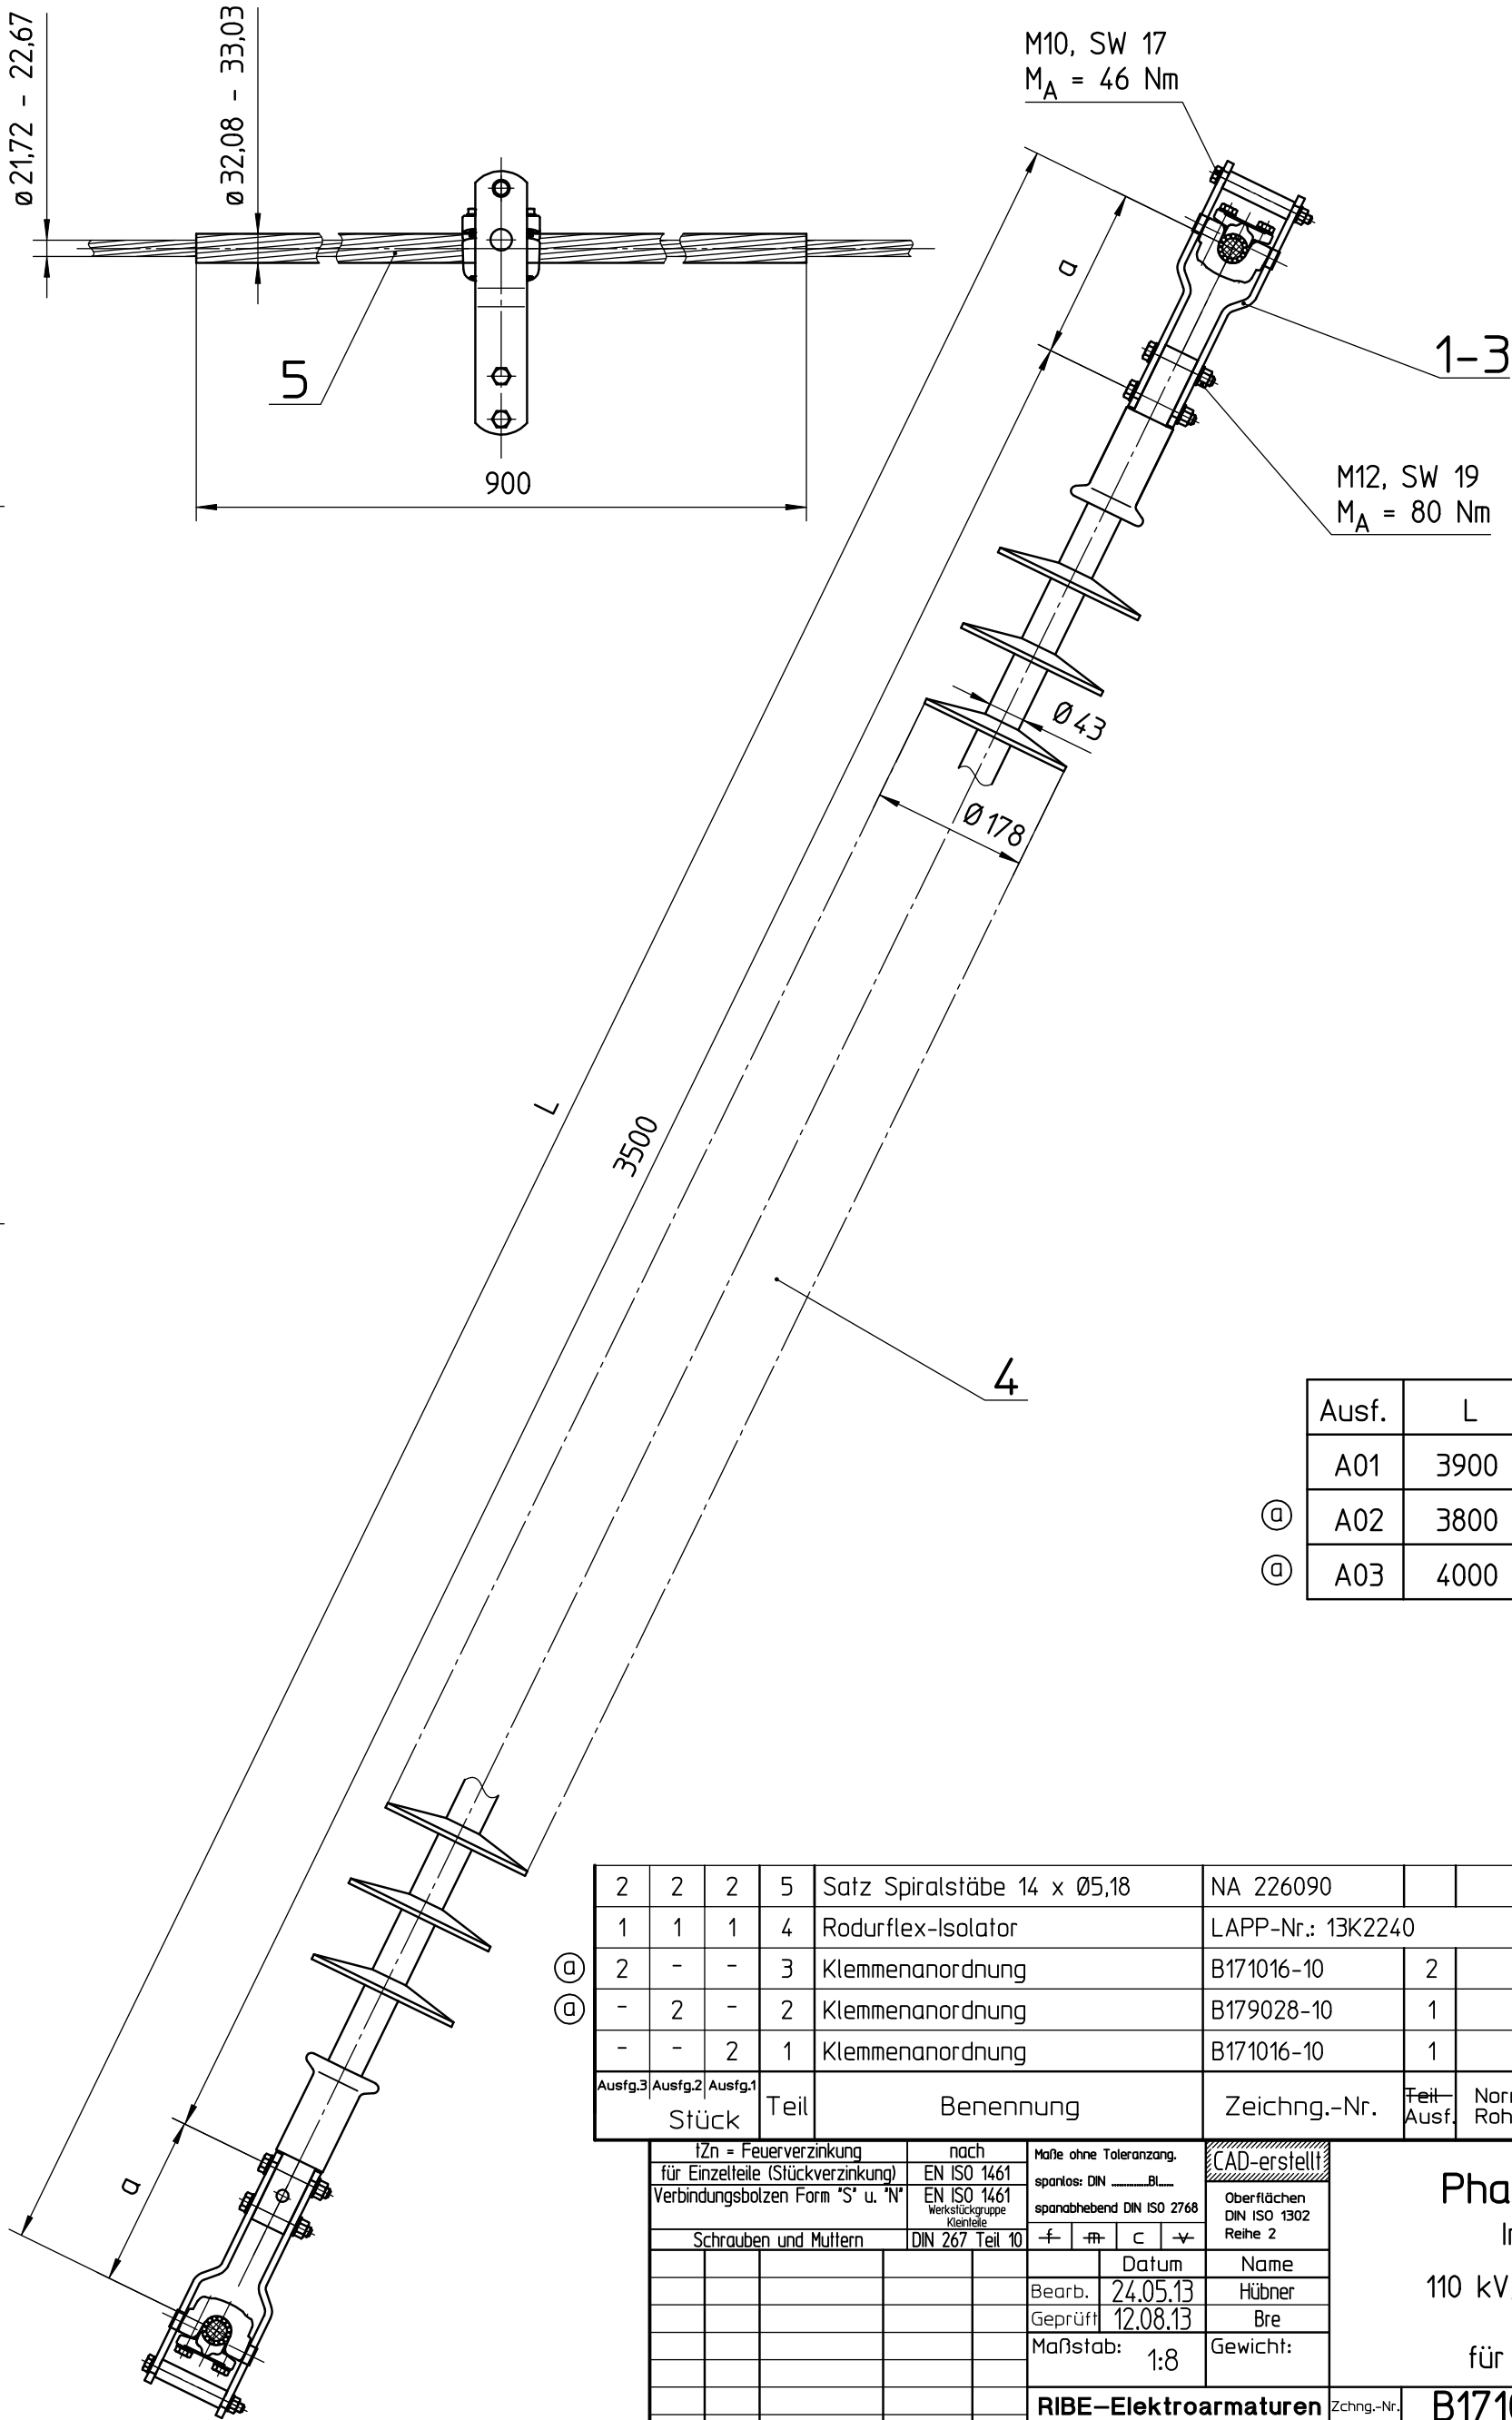 ø 21,72 - 22,67
ø 32,08 - 33,03
5
900
M10, SW 17
MA = 46 Nm
a
1-3
M12, SW 19
MA = 80 Nm
Ø 43
Ø 178
L
3500
4
Ausf. L
A01 3900
ⓐ A02 3800
ⓐ A03 4000
a
2 2 2 5 Satz Spiralstäbe 14 x Ø5,18 NA 226090
1 1 1 4 Rodurflex-Isolator LAPP-Nr.: 13K2240
ⓐ 2 - - 3 Klemmenanordnung B171016-10 2
ⓐ - 2 - 2 Klemmenanordnung B179028-10 1
- - 2 1 Klemmenanordnung B171016-10 1
Ausfg.3 Ausfg.2 Ausfg.1
Stück Teil Benennung Zeichng.-Nr. Teil Ausf.
tZn = Feuerverzinkung nach
für Einzelteile (Stückverzinkung) EN ISO 1461
Verbindungsbolzen Form "S" u. "N" EN ISO 1461
Werkstückgruppe
Kleinteile
Schrauben und Muttern DIN 267 Teil 10
Maße ohne Toleranzang.
spanlos: DIN ............Bl......
spanabhebend DIN ISO 2768
f m c v
CAD-erstellt
Oberflächen
DIN ISO 1302
Reihe 2
Datum Name
Bearb. 24.05.13 Hübner
Geprüft 12.08.13 Bre
Maßstab: 1:8 Gewicht:
110 kV
für
RIBE-Elektroarmaturen Zchng.-Nr.